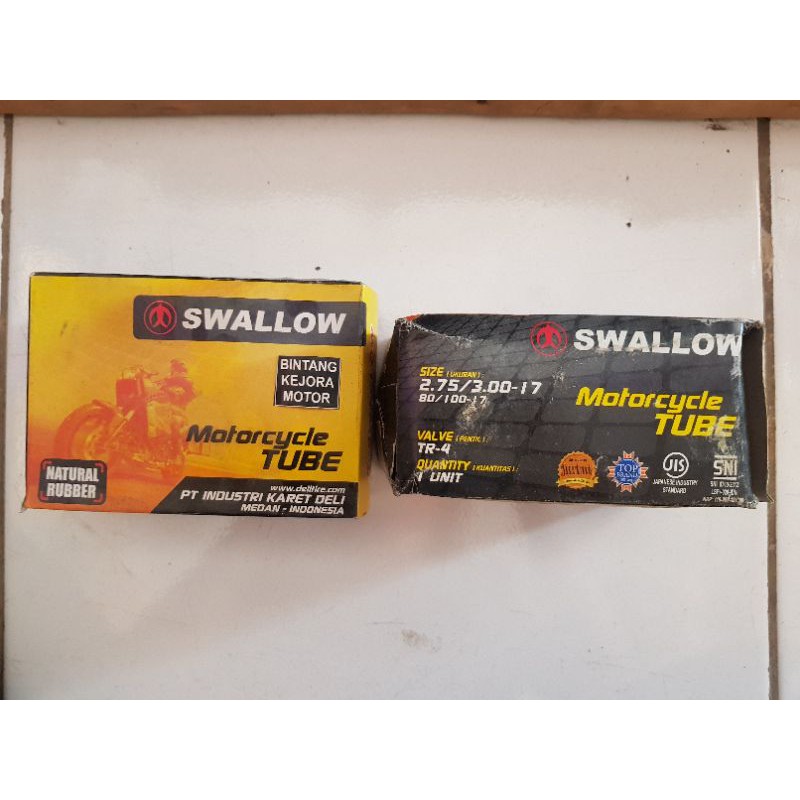 SWALLOW
BINTANG
KEJORA
MOTOR
Motorcycle
TUBE
NATURAL
RUBBER
www.delitire.com
PT INDUSTRI KARET DELI
MEDAN - INDONESIA
SWALLOW
SIZE (UKURAN) :
2.75/3.00-17
80/100-17
Motorcycle
TUBE
VALVE (PENTIL) :
TR-4
QUANTITY (KUANTITAS) :
1 UNIT
TOP
BRAND
JIS
JAPANESE INDUSTRY
STANDARD
SNI